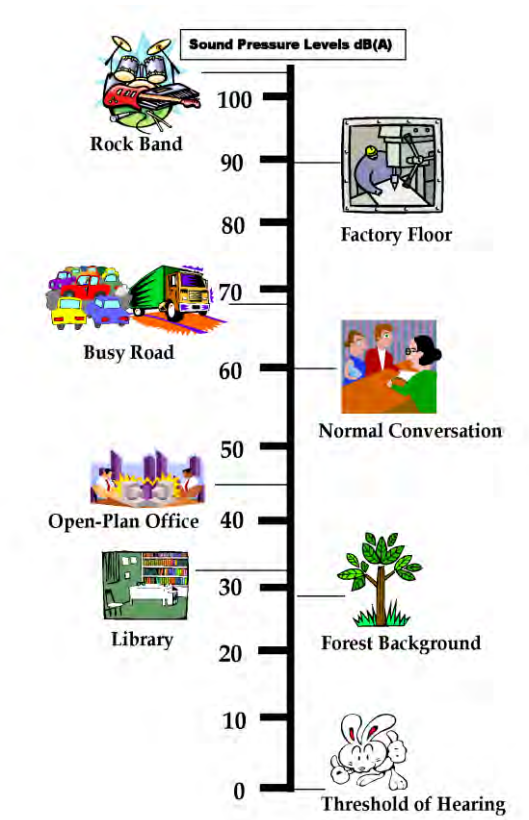 Sound Pressure Levels dB(A)
100
Rock Band
90
80
Factory Floor
70
Busy Road
60
Normal Conversation
50
Open-Plan Office
40
30
Library
Forest Background
20
10
0
Threshold of Hearing